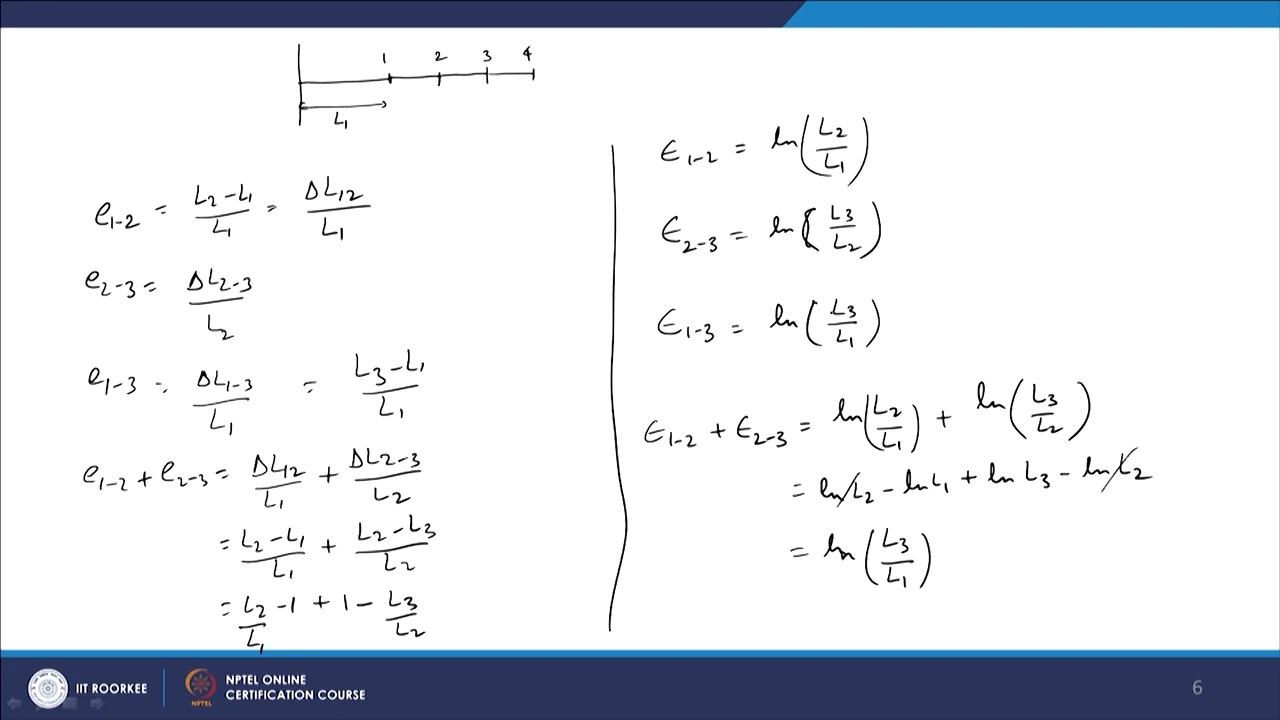 1 2 3 4
L₁
e₁₋₂ = (L₂-L₁)/L₁ = ΔL₁₂/L₁
e₂₋₃ = ΔL₂₋₃/L₂
e₁₋₃ = ΔL₁₋₃/L₁ = (L₃-L₁)/L₁
e₁₋₂ + e₂₋₃ = ΔL₁₂/L₁ + ΔL₂₋₃/L₂
= (L₂-L₁)/L₁ + (L₂-L₃)/L₂
= L₂/L₁ -1 + 1 - L₃/L₂
ϵ₁₋₂ = ln(L₂/L₁)
ϵ₂₋₃ = ln(L₃/L₂)
ϵ₁₋₃ = ln(L₃/L₁)
ϵ₁₋₂ + ϵ₂₋₃ = ln(L₂/L₁) + ln(L₃/L₂)
= ln L₂ - ln L₁ + ln L₃ - ln L₂
= ln(L₃/L₁)
IIT ROORKEE
NPTEL
NPTEL ONLINE
CERTIFICATION COURSE
6